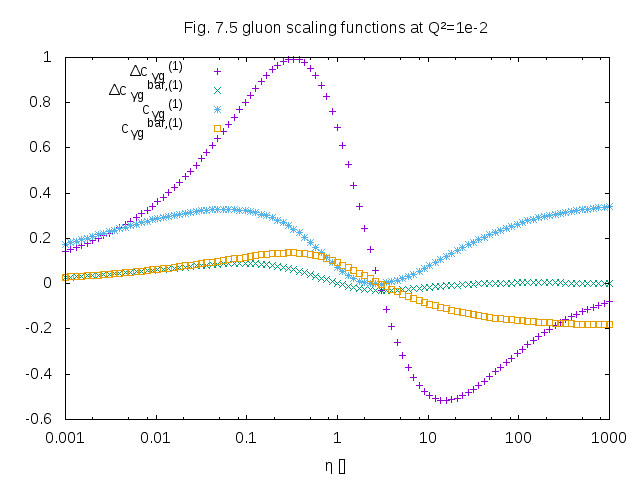 Fig. 7.5 gluon scaling functions at Q²=1e-2
Δc γg (1)
Δc γg bar,(1)
c γg (1)
c γg bar,(1)
1
0.8
0.6
0.4
0.2
0
-0.2
-0.4
-0.6
0.001 0.01 0.1 1 10 100 1000
η []